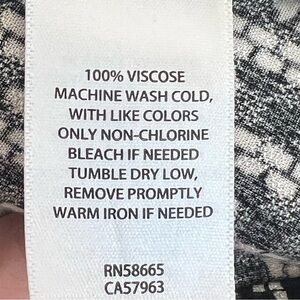 100% VISCOSE
MACHINE WASH COLD,
WITH LIKE COLORS
ONLY NON-CHLORINE
BLEACH IF NEEDED
TUMBLE DRY LOW,
REMOVE PROMPTLY
WARM IRON IF NEEDED
RN58665
CA57963